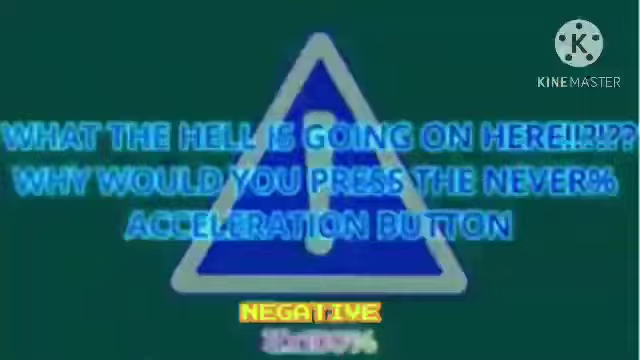 KINEMASTER
WHAT THE HELL IS GOING ON HERE!!?!??
WHY WOULD YOU PRESS THE NEVER%
ACCELERATION BUTTON
NEGATIVE